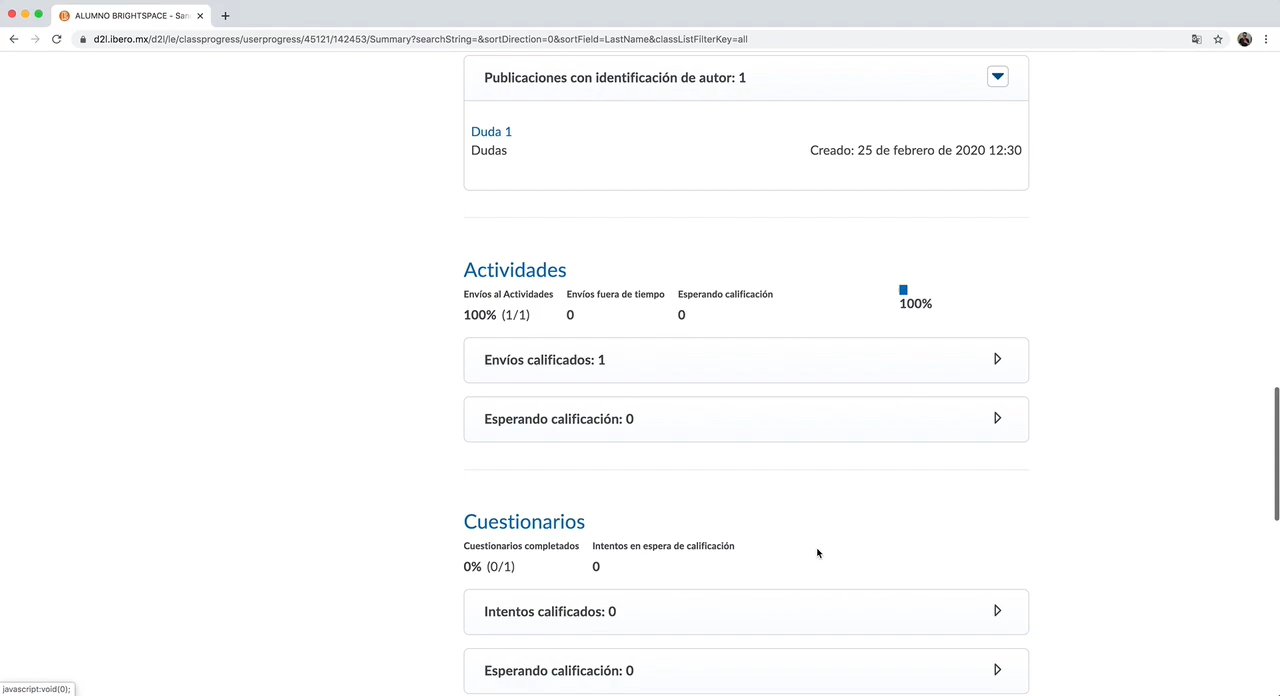 ALUMNO BRIGHTSPACE - San
d2l.ibero.mx/d2l/le/classprogress/userprogress/45121/142453/Summary?searchString=&sortDirection=0&sortField=LastName&classListFilterKey=all
Publicaciones con identificación de autor: 1
Duda 1
Dudas Creado: 25 de febrero de 2020 12:30
Actividades
Envíos al Actividades Envíos fuera de tiempo Esperando calificación
100% (1/1) 0 0
100%
Envíos calificados: 1
Esperando calificación: 0
Cuestionarios
Cuestionarios completados Intentos en espera de calificación
0% (0/1) 0
Intentos calificados: 0
Esperando calificación: 0
javascript:void(0);